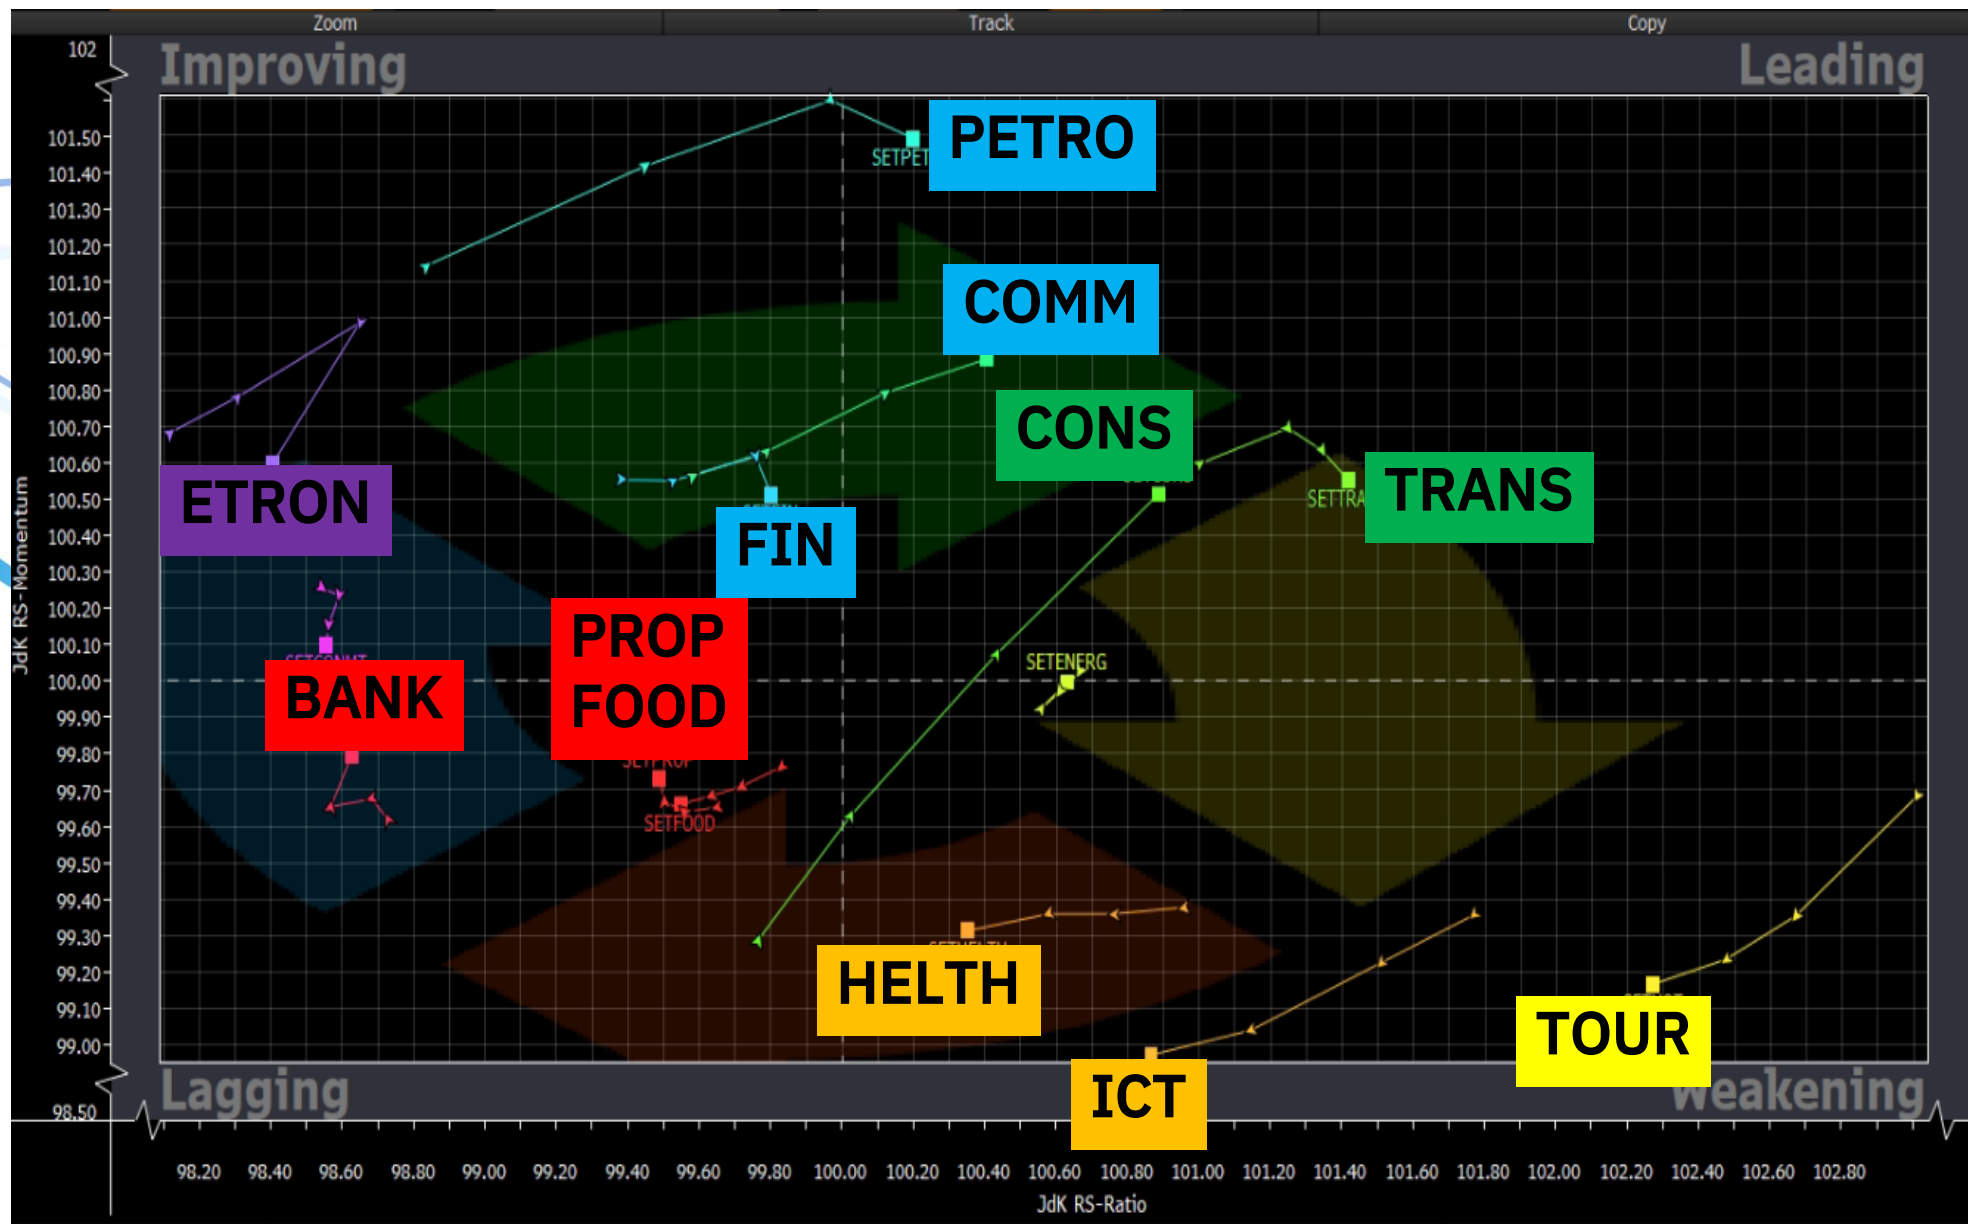 Zoom Track Copy
102
Improving Leading
101.50
101.40
101.30
101.20
101.10
101.00
100.90
100.80
100.70
100.60
100.50
100.40
100.30
100.20
100.10
100.00
99.90
99.80
99.70
99.60
99.50
99.40
99.30
99.20
99.10
99.00
98.50
JdK RS-Momentum
PETRO
SETPET
COMM
CONS
ETRON
TRANS
SETTRA
FIN
PROP
FOOD
SETENERG
BANK
SETFOOD
HELTH
TOUR
ICT
Lagging Weakening
98.20 98.40 98.60 98.80 99.00 99.20 99.40 99.60 99.80 100.00 100.20 100.40 100.60 100.80 101.00 101.20 101.40 101.60 101.80 102.00 102.20 102.40 102.60 102.80
JdK RS-Ratio